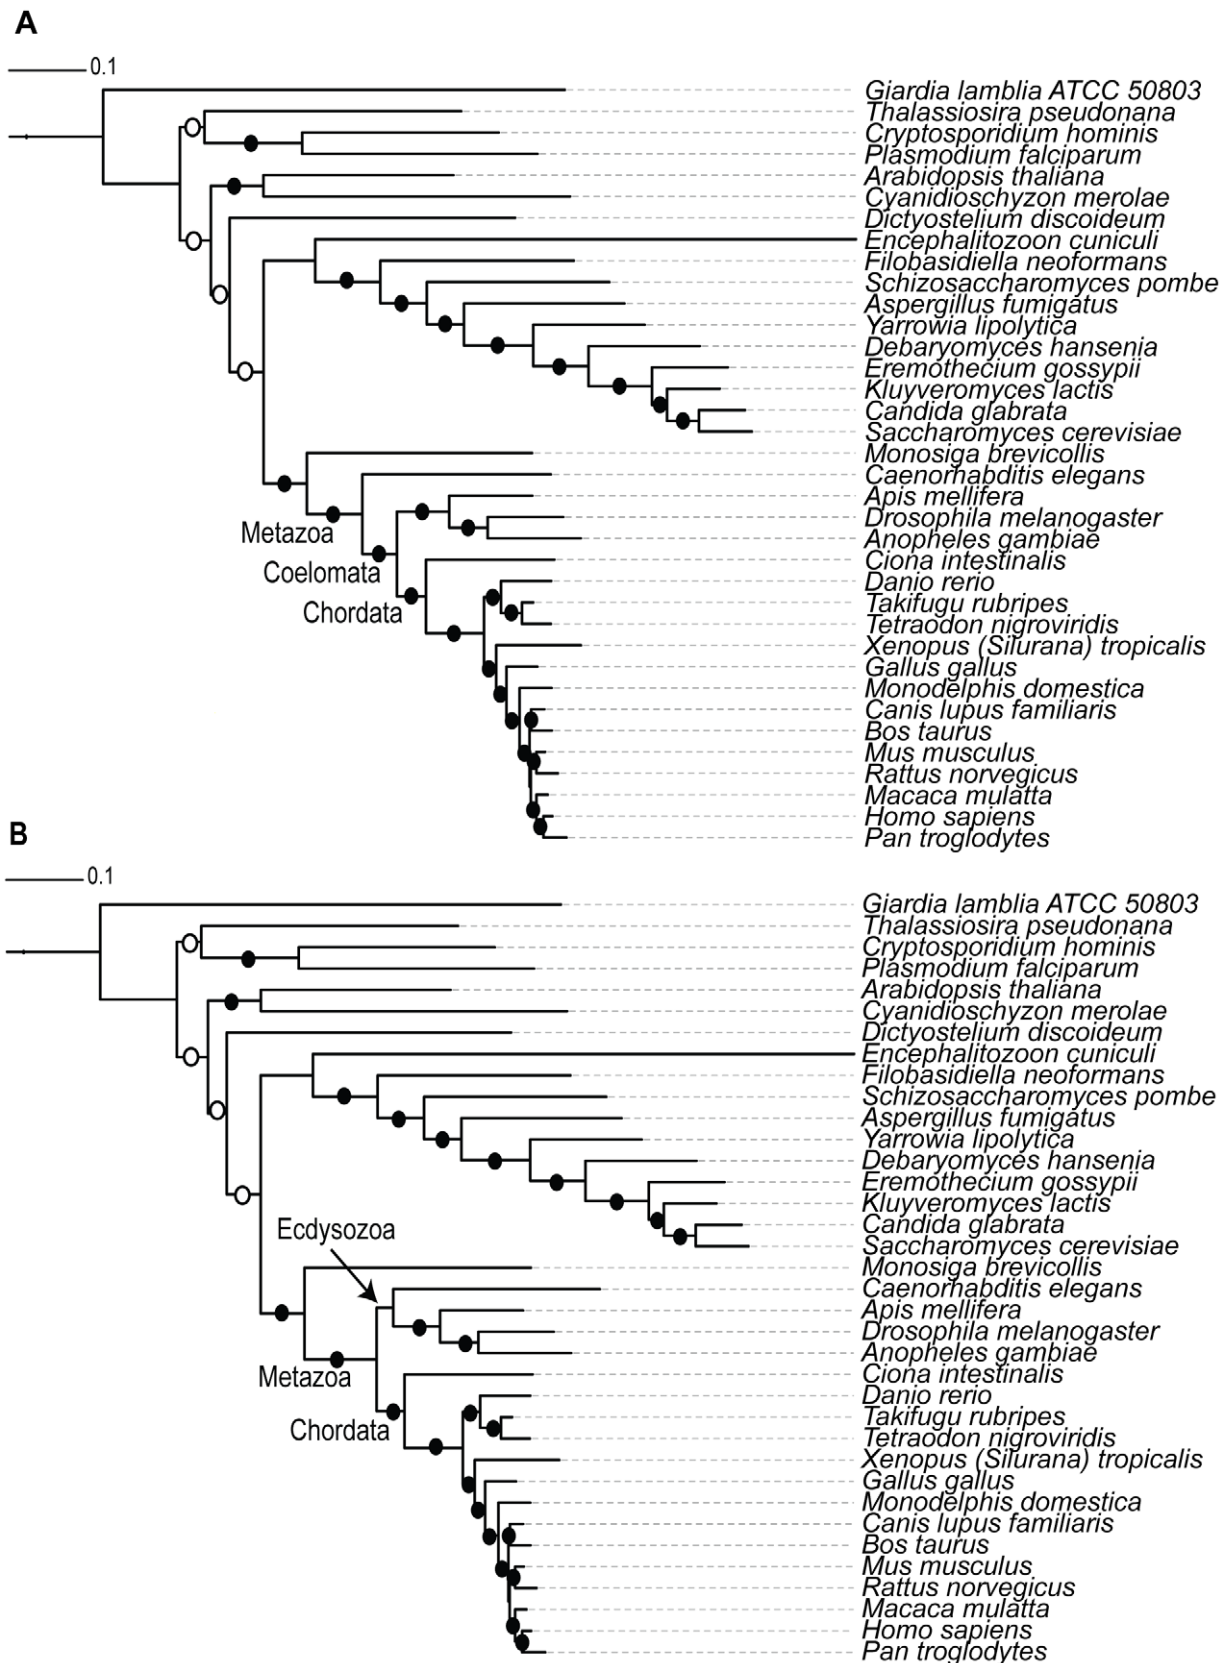 A
0.1
Giardia lamblia ATCC 50803
Thalassiosira pseudonana
Cryptosporidium hominis
Plasmodium falciparum
Arabidopsis thaliana
Cyanidioschyzon merolae
Dictyostelium discoideum
Encephalitozoon cuniculi
Filobasidiella neoformans
Schizosaccharomyces pombe
Aspergillus fumigatus
Yarrowia lipolytica
Debaryomyces hansenia
Eremothecium gossypii
Kluyveromyces lactis
Candida glabrata
Saccharomyces cerevisiae
Monosiga brevicollis
Caenorhabditis elegans
Apis mellifera
Drosophila melanogaster
Metazoa
Anopheles gambiae
Ciona intestinalis
Coelomata
Danio rerio
Takifugu rubripes
Chordata
Tetraodon nigroviridis
Xenopus (Silurana) tropicalis
Gallus gallus
Monodelphis domestica
Canis lupus familiaris
Bos taurus
Mus musculus
Rattus norvegicus
Macaca mulatta
Homo sapiens
Pan troglodytes
B
0.1
Giardia lamblia ATCC 50803
Thalassiosira pseudonana
Cryptosporidium hominis
Plasmodium falciparum
Arabidopsis thaliana
Cyanidioschyzon merolae
Dictyostelium discoideum
Encephalitozoon cuniculi
Filobasidiella neoformans
Schizosaccharomyces pombe
Aspergillus fumigatus
Yarrowia lipolytica
Debaryomyces hansenia
Eremothecium gossypii
Kluyveromyces lactis
Candida glabrata
Ecdysozoa
Saccharomyces cerevisiae
Monosiga brevicollis
Caenorhabditis elegans
Apis mellifera
Drosophila melanogaster
Anopheles gambiae
Metazoa
Ciona intestinalis
Danio rerio
Takifugu rubripes
Chordata
Tetraodon nigroviridis
Xenopus (Silurana) tropicalis
Gallus gallus
Monodelphis domestica
Canis lupus familiaris
Bos taurus
Mus musculus
Rattus norvegicus
Macaca mulatta
Homo sapiens
Pan troglodytes